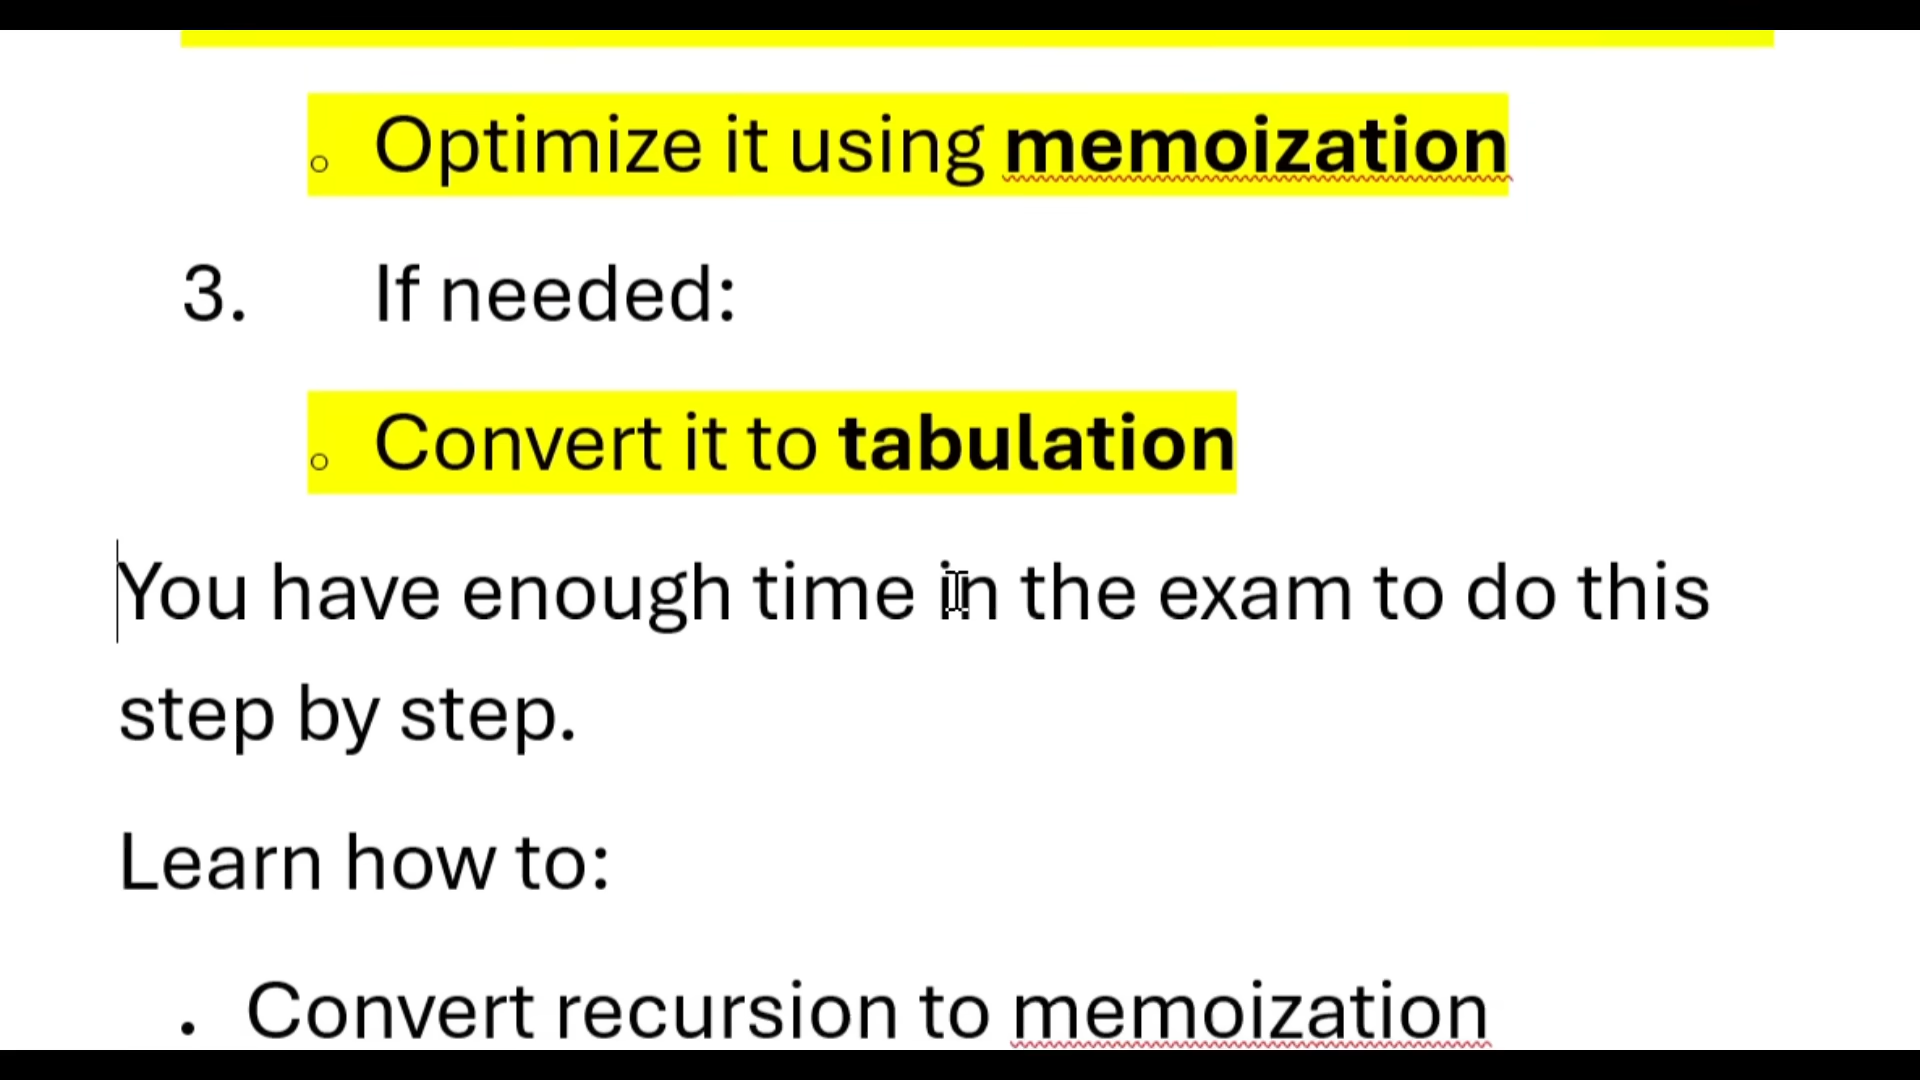 ○ Optimize it using memoization
3. If needed:
○ Convert it to tabulation
You have enough time in the exam to do this
step by step.
Learn how to:
• Convert recursion to memoization